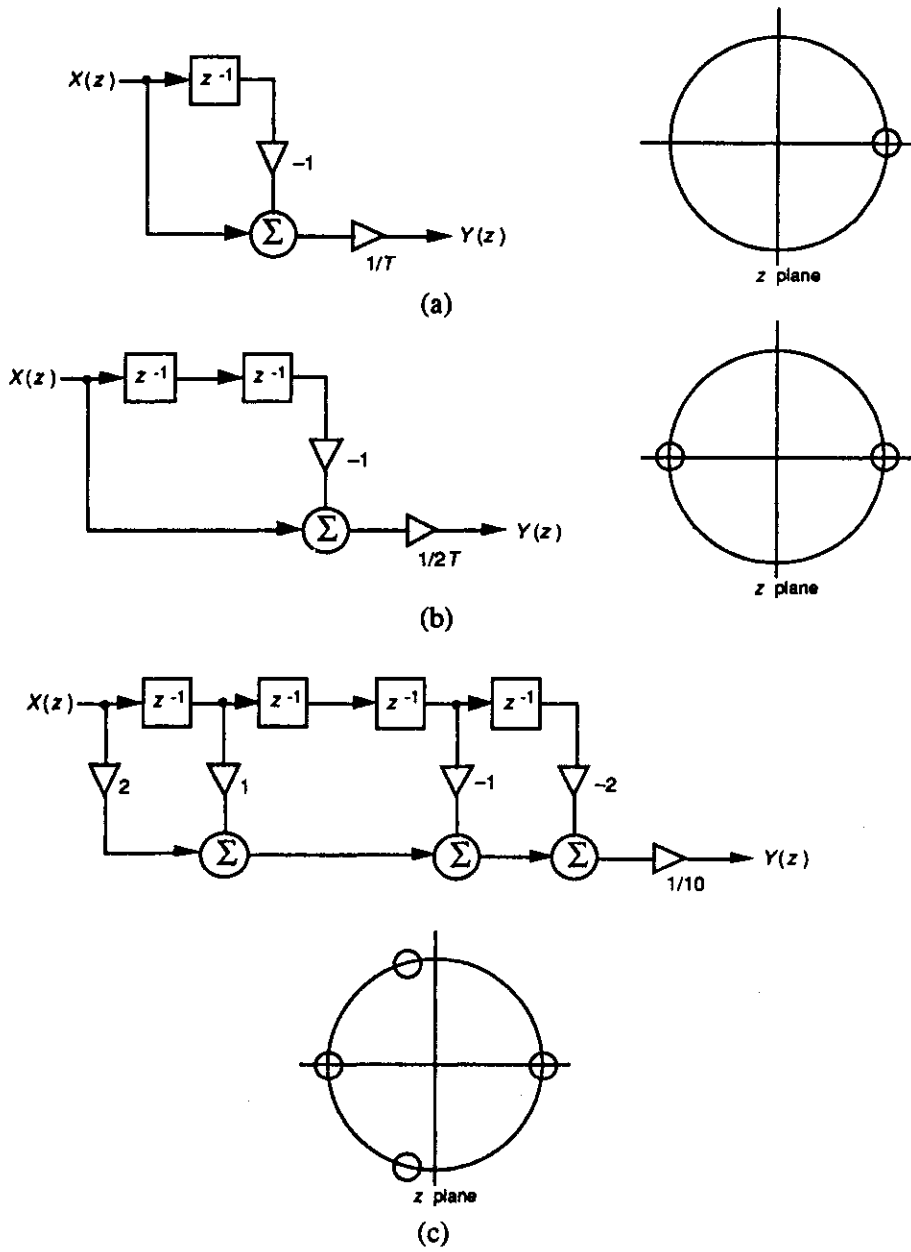 X(z)
z⁻¹
−1
Σ
1/T
Y(z)
z plane
(a)
X(z)
z⁻¹
z⁻¹
−1
Σ
1/2T
Y(z)
z plane
(b)
X(z)
z⁻¹
z⁻¹
z⁻¹
z⁻¹
2
1
−1
−2
Σ
Σ
Σ
1/10
Y(z)
z plane
(c)